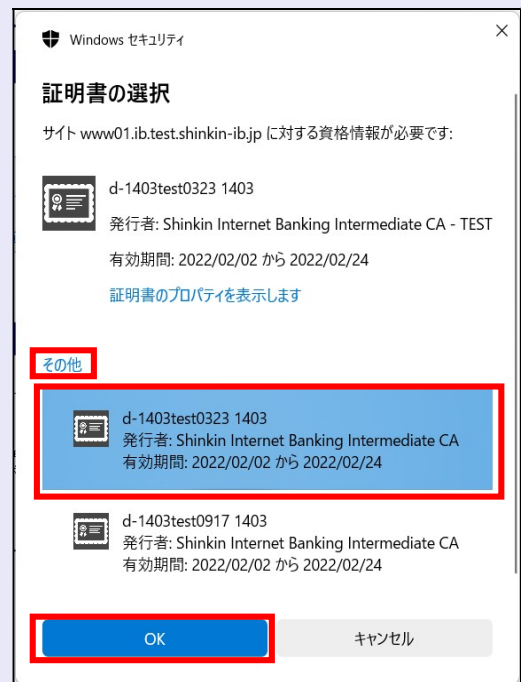 Windows セキュリティ
証明書の選択
サイト www01.ib.test.shinkin-ib.jp に対する資格情報が必要です:
d-1403test0323 1403
発行者: Shinkin Internet Banking Intermediate CA - TEST
有効期間: 2022/02/02 から 2022/02/24
証明書のプロパティを表示します
その他
d-1403test0323 1403
発行者: Shinkin Internet Banking Intermediate CA
有効期間: 2022/02/02 から 2022/02/24
d-1403test0917 1403
発行者: Shinkin Internet Banking Intermediate CA
有効期間: 2022/02/02 から 2022/02/24
OK
キャンセル